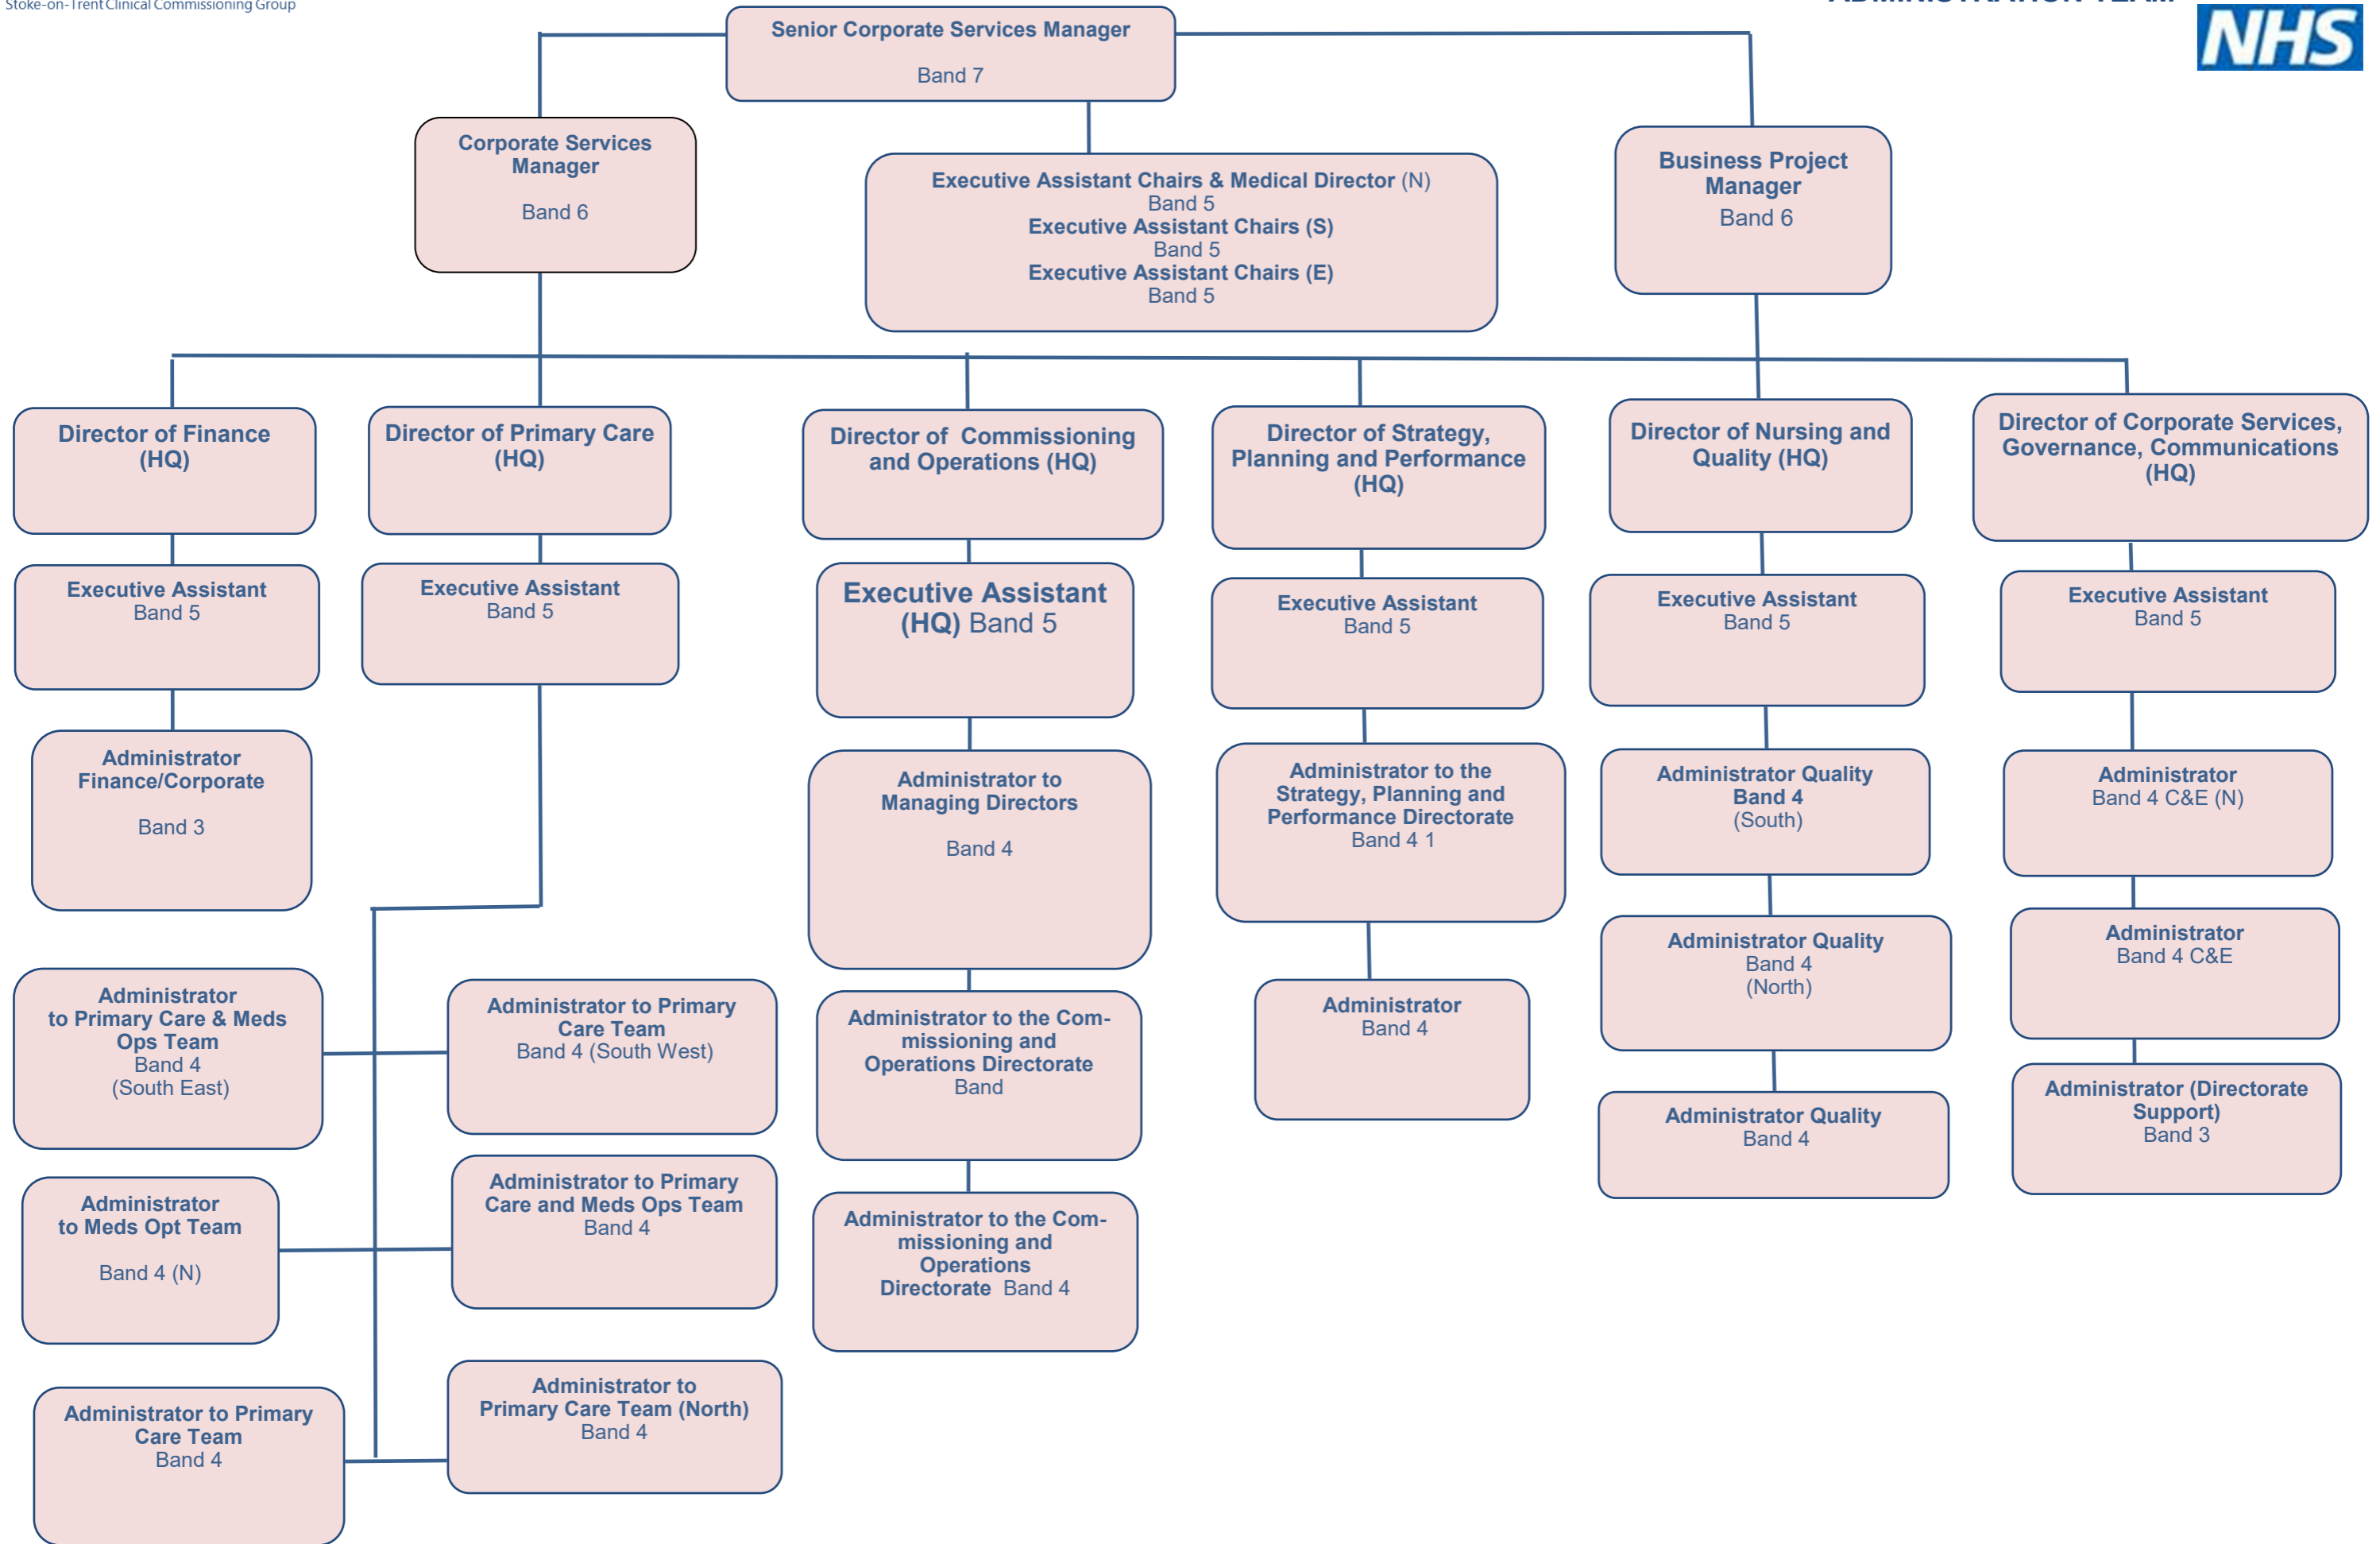 Stoke-on-Trent Clinical Commissioning Group
ADMINISTRATION TEAM
NHS
Senior Corporate Services Manager
Band 7
Corporate Services
Manager
Band 6
Executive Assistant Chairs & Medical Director (N)
Band 5
Executive Assistant Chairs (S)
Band 5
Executive Assistant Chairs (E)
Band 5
Business Project
Manager
Band 6
Director of Finance
(HQ)
Director of Primary Care
(HQ)
Director of Commissioning
and Operations (HQ)
Director of Strategy,
Planning and Performance
(HQ)
Director of Nursing and
Quality (HQ)
Director of Corporate Services,
Governance, Communications
(HQ)
Executive Assistant
Band 5
Executive Assistant
Band 5
Executive Assistant
(HQ) Band 5
Executive Assistant
Band 5
Executive Assistant
Band 5
Executive Assistant
Band 5
Administrator
Finance/Corporate
Band 3
Administrator to
Managing Directors
Band 4
Administrator to the
Strategy, Planning and
Performance Directorate
Band 4 1
Administrator Quality
Band 4
(South)
Administrator
Band 4 C&E (N)
Administrator
to Primary Care & Meds
Ops Team
Band 4
(South East)
Administrator to Primary
Care Team
Band 4 (South West)
Administrator to the Com-
missioning and
Operations Directorate
Band
Administrator
Band 4
Administrator Quality
Band 4
(North)
Administrator
Band 4 C&E
Administrator
to Meds Opt Team
Band 4 (N)
Administrator to Primary
Care and Meds Ops Team
Band 4
Administrator to the Com-
missioning and
Operations
Directorate Band 4
Administrator Quality
Band 4
Administrator (Directorate
Support)
Band 3
Administrator to Primary
Care Team
Band 4
Administrator to
Primary Care Team (North)
Band 4